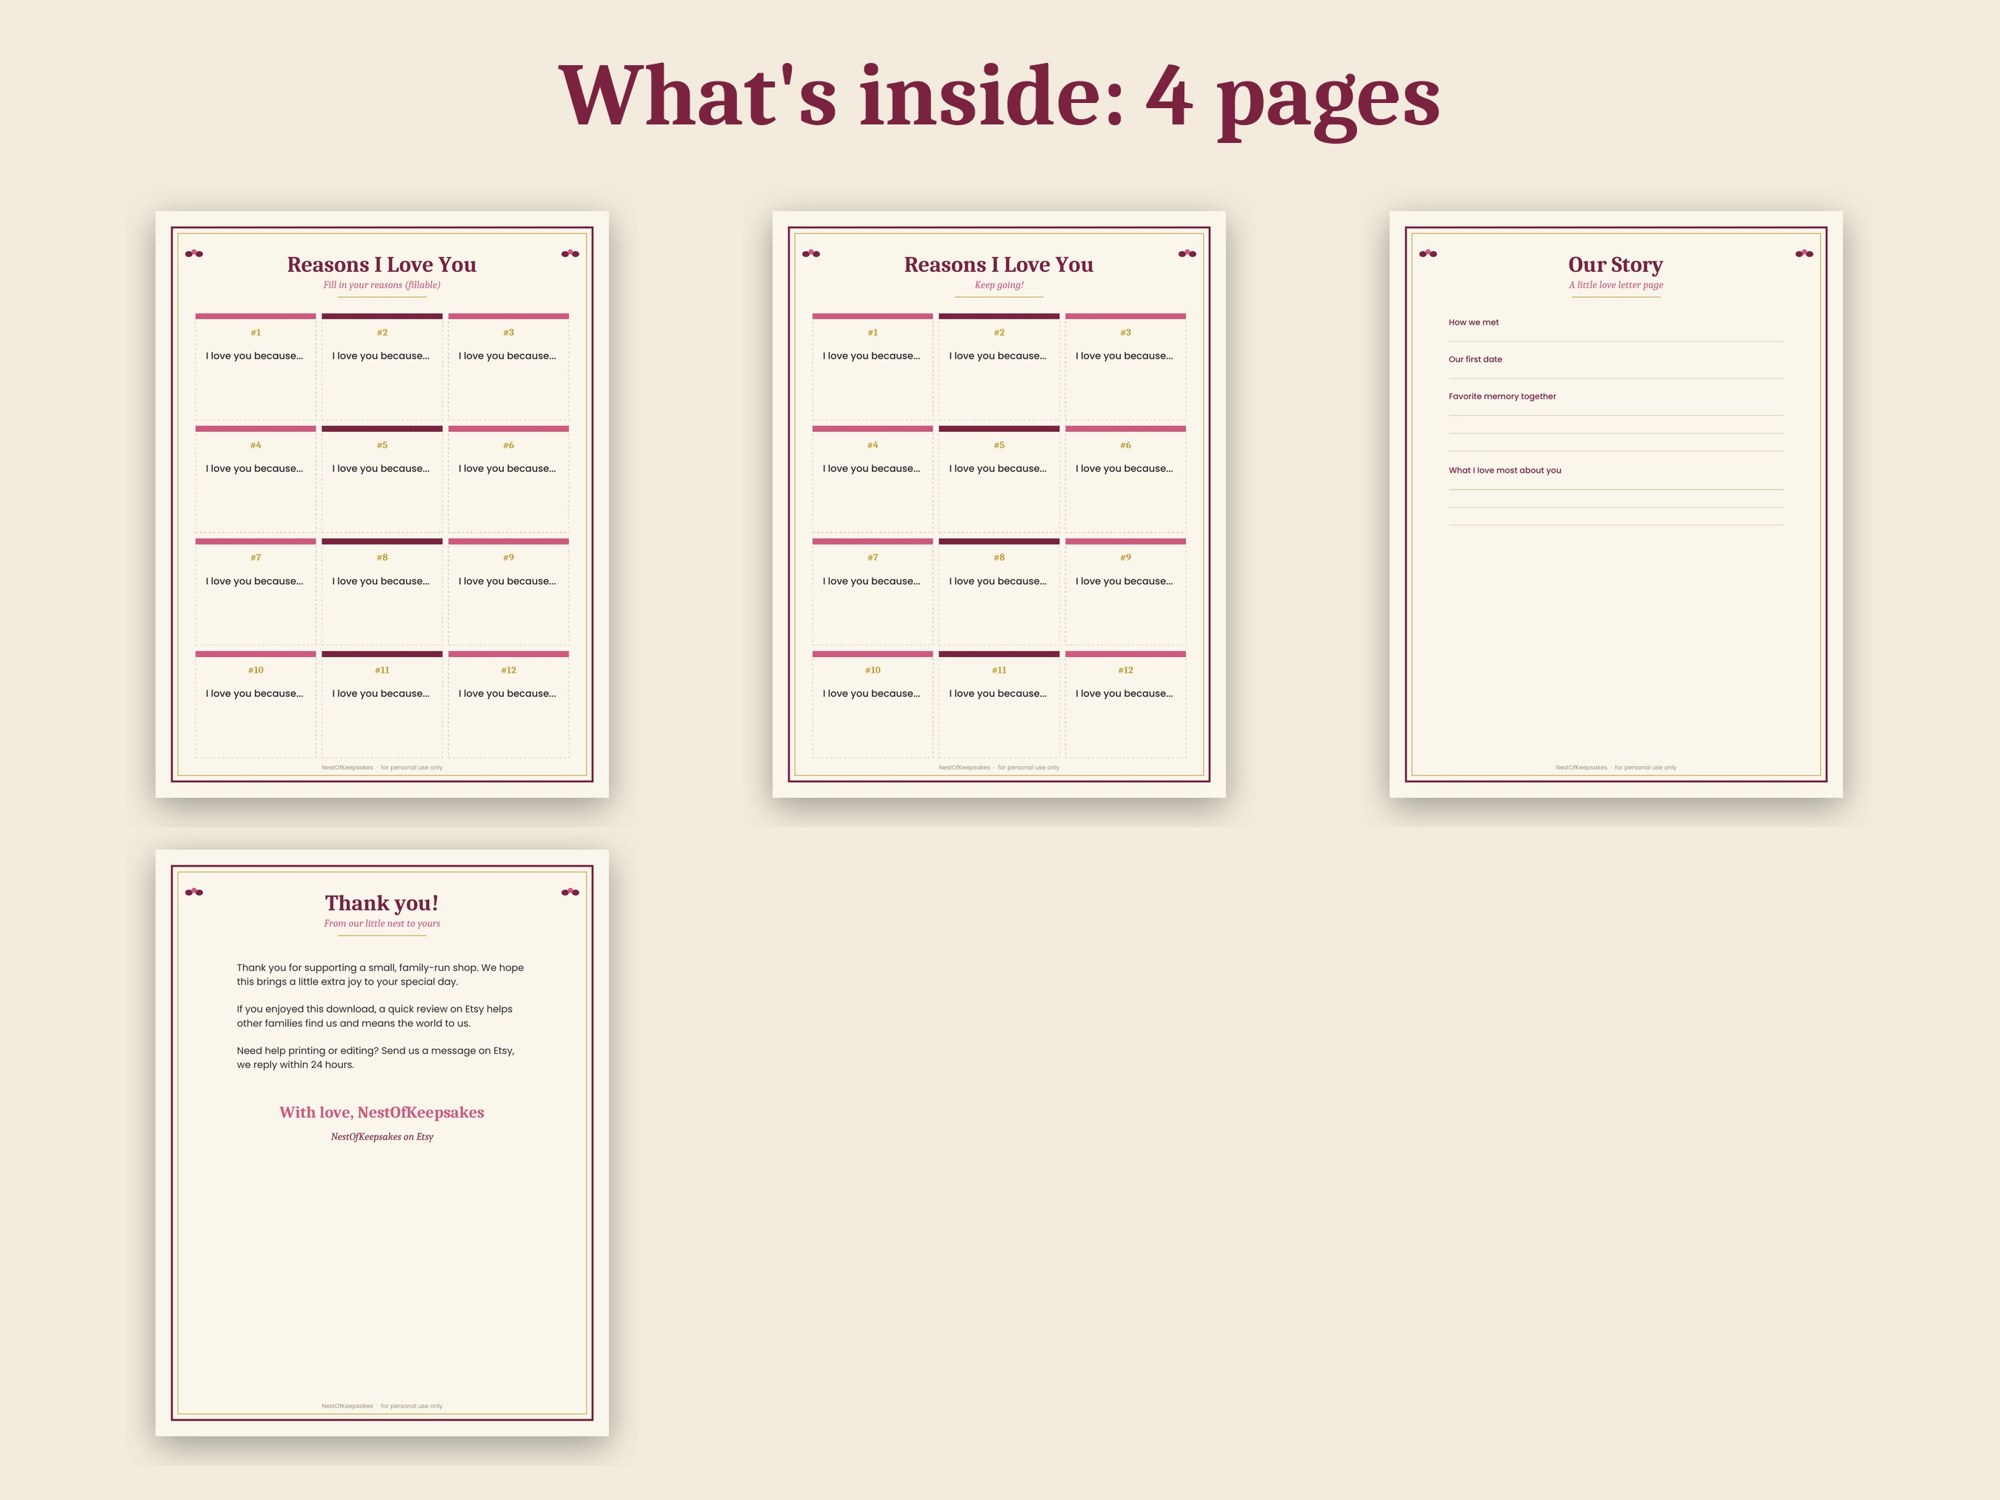 What's inside: 4 pages
Reasons I Love You
Fill in your reasons (fillable)
#1 #2 #3
I love you because... I love you because... I love you because...
#4 #5 #6
I love you because... I love you because... I love you because...
#7 #8 #9
I love you because... I love you because... I love you because...
#10 #11 #12
I love you because... I love you because... I love you because...
NestOfKeepsakes · for personal use only
Reasons I Love You
Keep going!
#1 #2 #3
I love you because... I love you because... I love you because...
#4 #5 #6
I love you because... I love you because... I love you because...
#7 #8 #9
I love you because... I love you because... I love you because...
#10 #11 #12
I love you because... I love you because... I love you because...
NestOfKeepsakes · for personal use only
Our Story
A little love letter page
How we met
Our first date
Favorite memory together
What I love most about you
NestOfKeepsakes · for personal use only
Thank you!
From our little nest to yours
Thank you for supporting a small, family-run shop. We hope
this brings a little extra joy to your special day.
If you enjoyed this download, a quick review on Etsy helps
other families find us and means the world to us.
Need help printing or editing? Send us a message on Etsy,
we reply within 24 hours.
With love, NestOfKeepsakes
NestOfKeepsakes on Etsy
NestOfKeepsakes · for personal use only